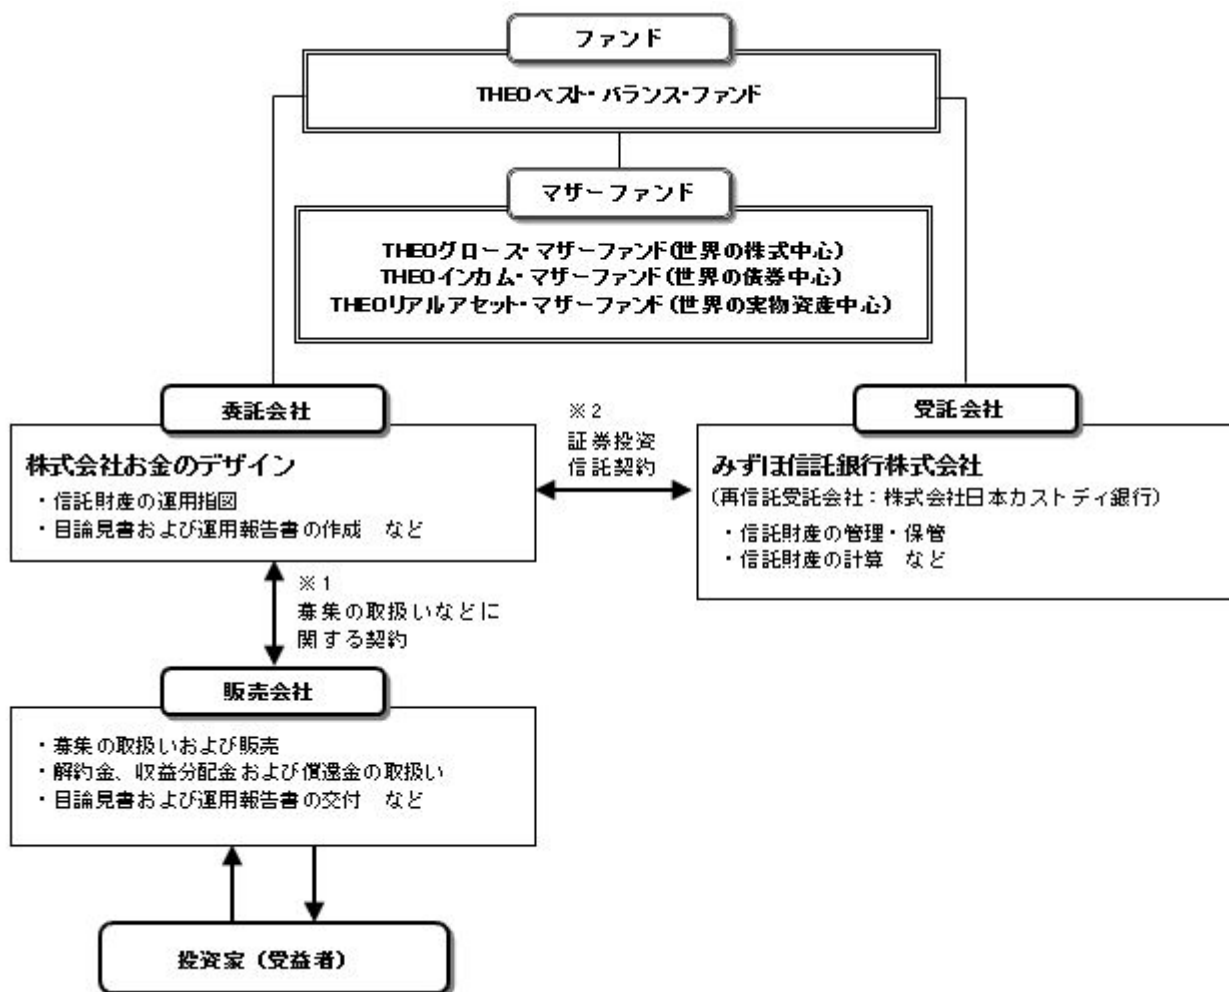 ファンド
THEOベスト・バランス・ファンド
マザーファンド
THEOグロース・マザーファンド(世界の株式中心)
THEOインカム・マザーファンド(世界の債券中心)
THEOリアルアセット・マザーファンド(世界の実物資産中心)
委託会社
株式会社お金のデザイン
・信託財産の運用指図
・目論見書および運用報告書の作成　など
※2
証券投資
信託契約
受託会社
みずほ信託銀行株式会社
(再信託受託会社：株式会社日本カストディ銀行)
・信託財産の管理・保管
・信託財産の計算　など
※1
募集の取扱いなどに
関する契約
販売会社
・募集の取扱いおよび販売
・解約金、収益分配金および償還金の取扱い
・目論見書および運用報告書の交付　など
投資家（受益者）